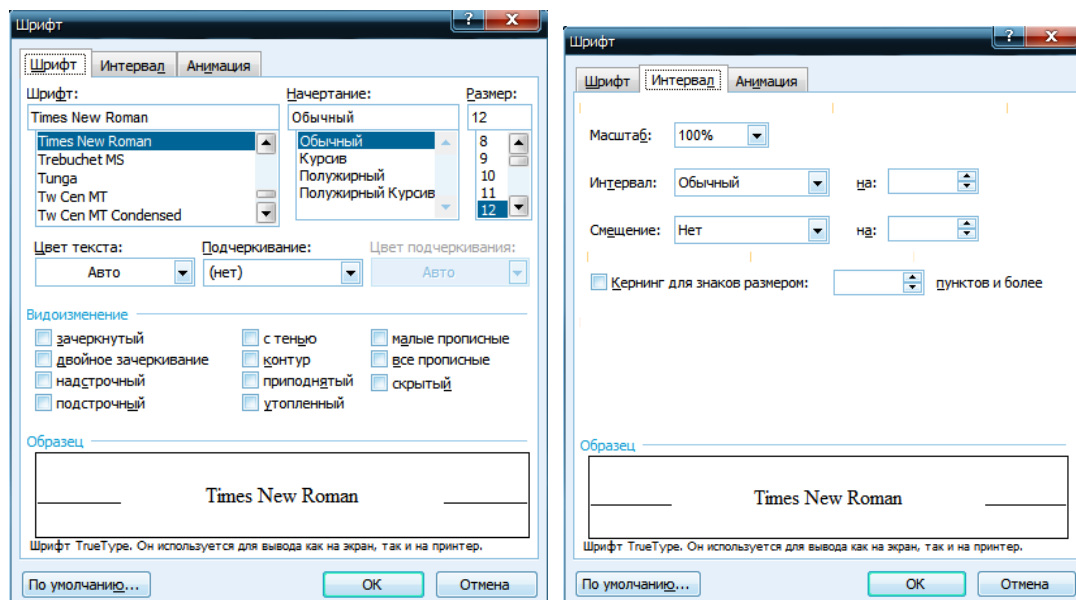 Шрифт
? X
Шрифт Интервал Анимация
Шрифт: Начертание: Размер:
Times New Roman Обычный 12
Times New Roman Обычный 8
Trebuchet MS Курсив 9
Tunga Полужирный 10
Tw Cen MT Полужирный Курсив 11
Tw Cen MT Condensed 12
Цвет текста: Подчеркивание: Цвет подчеркивания:
Авто (нет) Авто
Видоизменение
зачеркнутый с тенью малые прописные
двойное зачеркивание контур все прописные
надстрочный приподнятый скрытый
подстрочный утопленный
Образец
Times New Roman
Шрифт TrueType. Он используется для вывода как на экран, так и на принтер.
По умолчанию... ОК Отмена
Шрифт
? X
Шрифт Интервал Анимация
Масштаб: 100%
Интервал: Обычный на:
Смещение: Нет на:
Кернинг для знаков размером: пунктов и более
Образец
Times New Roman
Шрифт TrueType. Он используется для вывода как на экран, так и на принтер.
По умолчанию... ОК Отмена